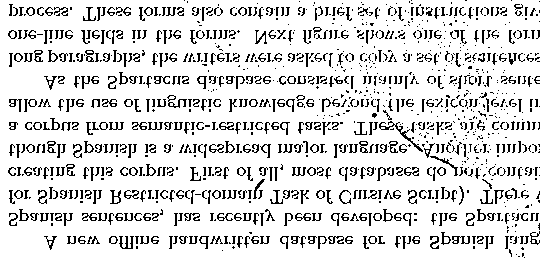 A new offline handwritten database for the Spanish lang
Spanish sentences, has recently been developed: the Spartacu
for Spanish Restricted-domain Task of Cursive Script). There
creating this corpus. First of all, most databases do not contai
though Spanish is a widespread major language. Another impor
a corpus from semantic-restricted tasks. These tasks are comm
allow the use of linguistic knowledge beyond the lexicon level in
As the Spartacus database consisted mainly of short sente
long paragraphs, the writers were asked to copy a set of sentences
one-line fields in the forms. Next figure shows one of the form
process. These forms also contain a brief set of instructions giv